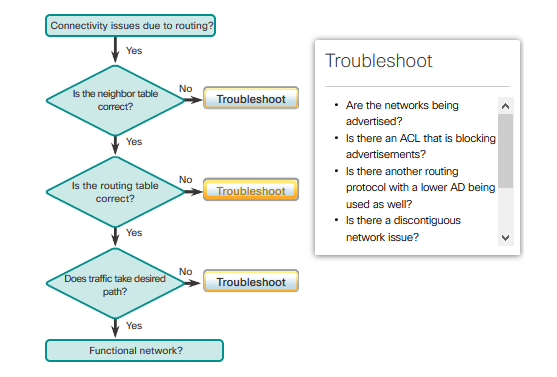 Connectivity issues due to routing?
Yes
Is the neighbor table
correct?
No
Troubleshoot
Yes
Is the routing table
correct?
No
Troubleshoot
Yes
Does traffic take desired
path?
No
Troubleshoot
Yes
Functional network?
Troubleshoot
• Are the networks being
advertised?
• Is there an ACL that is blocking
advertisements?
• Is there another routing
protocol with a lower AD being
used as well?
• Is there a discontiguous
network issue?